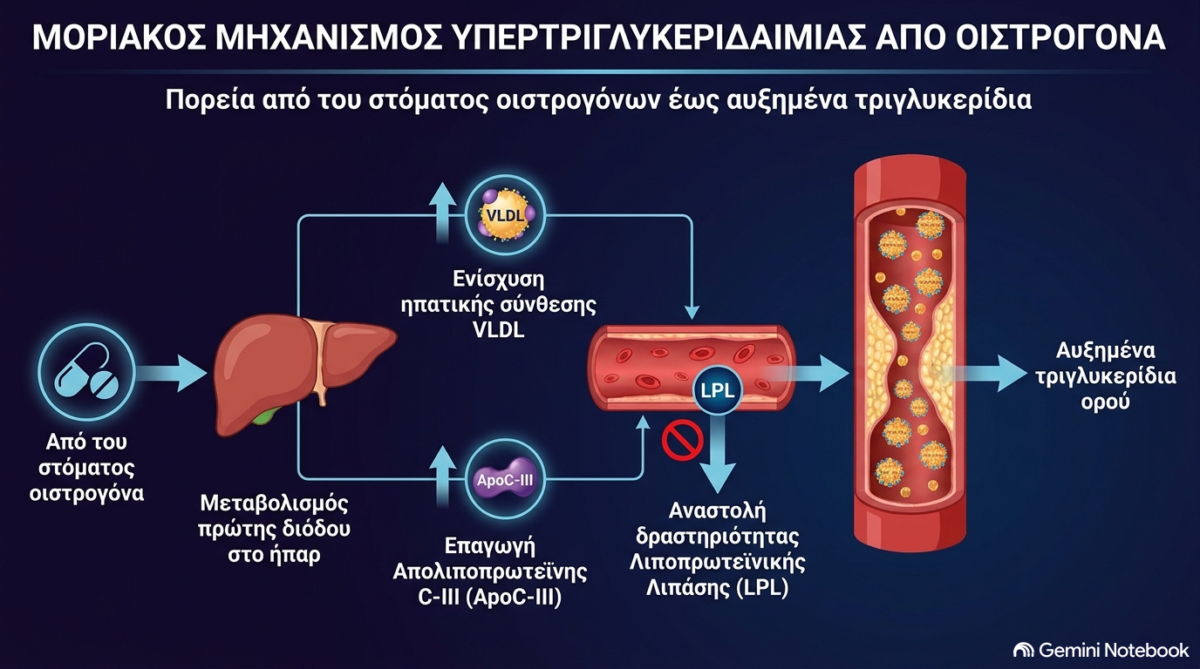 ΜΟΡΙΑΚΟΣ ΜΗΧΑΝΙΣΜΟΣ ΥΠΕΡΤΡΙΓΛΥΚΕΡΙΔΑΙΜΙΑΣ ΑΠΟ ΟΙΣΤΡΟΓΟΝΑ
Πορεία από του στόματος οιστρογόνων έως αυξημένα τριγλυκερίδια
Από του
στόματος
οιστρογόνα
Μεταβολισμός
πρώτης διόδου
στο ήπαρ
VLDL
Ενίσχυση
ηπατικής σύνθεσης
VLDL
ApoC-III
Επαγωγή
Απολιποπρωτεΐνης
C-III (ApoC-III)
LPL
Αναστολή
δραστηριότητας
Λιποπρωτεϊνικής
Λιπάσης (LPL)
Αυξημένα
τριγλυκερίδια
ορού
Gemini Notebook